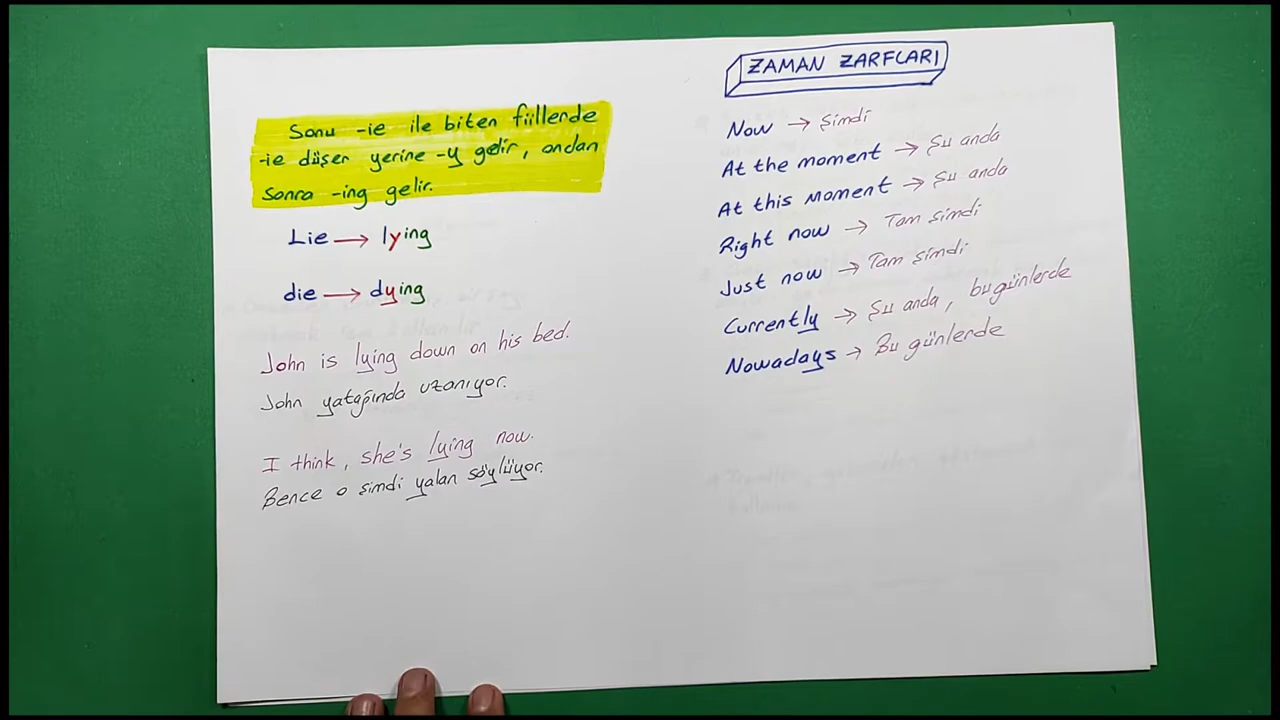 Sonu -ie ile biten fiillerde
-ie düşer yerine -y gelir, ondan
sonra -ing gelir.
Lie → lying
die → dying
John is lying down on his bed.
John yatağında uzanıyor.
I think, she's lying now.
Bence o şimdi yalan söylüyor.
ZAMAN ZARFLARI
Now → Şimdi
At the moment → Şu anda
At this moment → Şu anda
Right now → Tam şimdi
Just now → Tam şimdi
Currently → Şu anda, bugünlerde
Nowadays → Bu günlerde